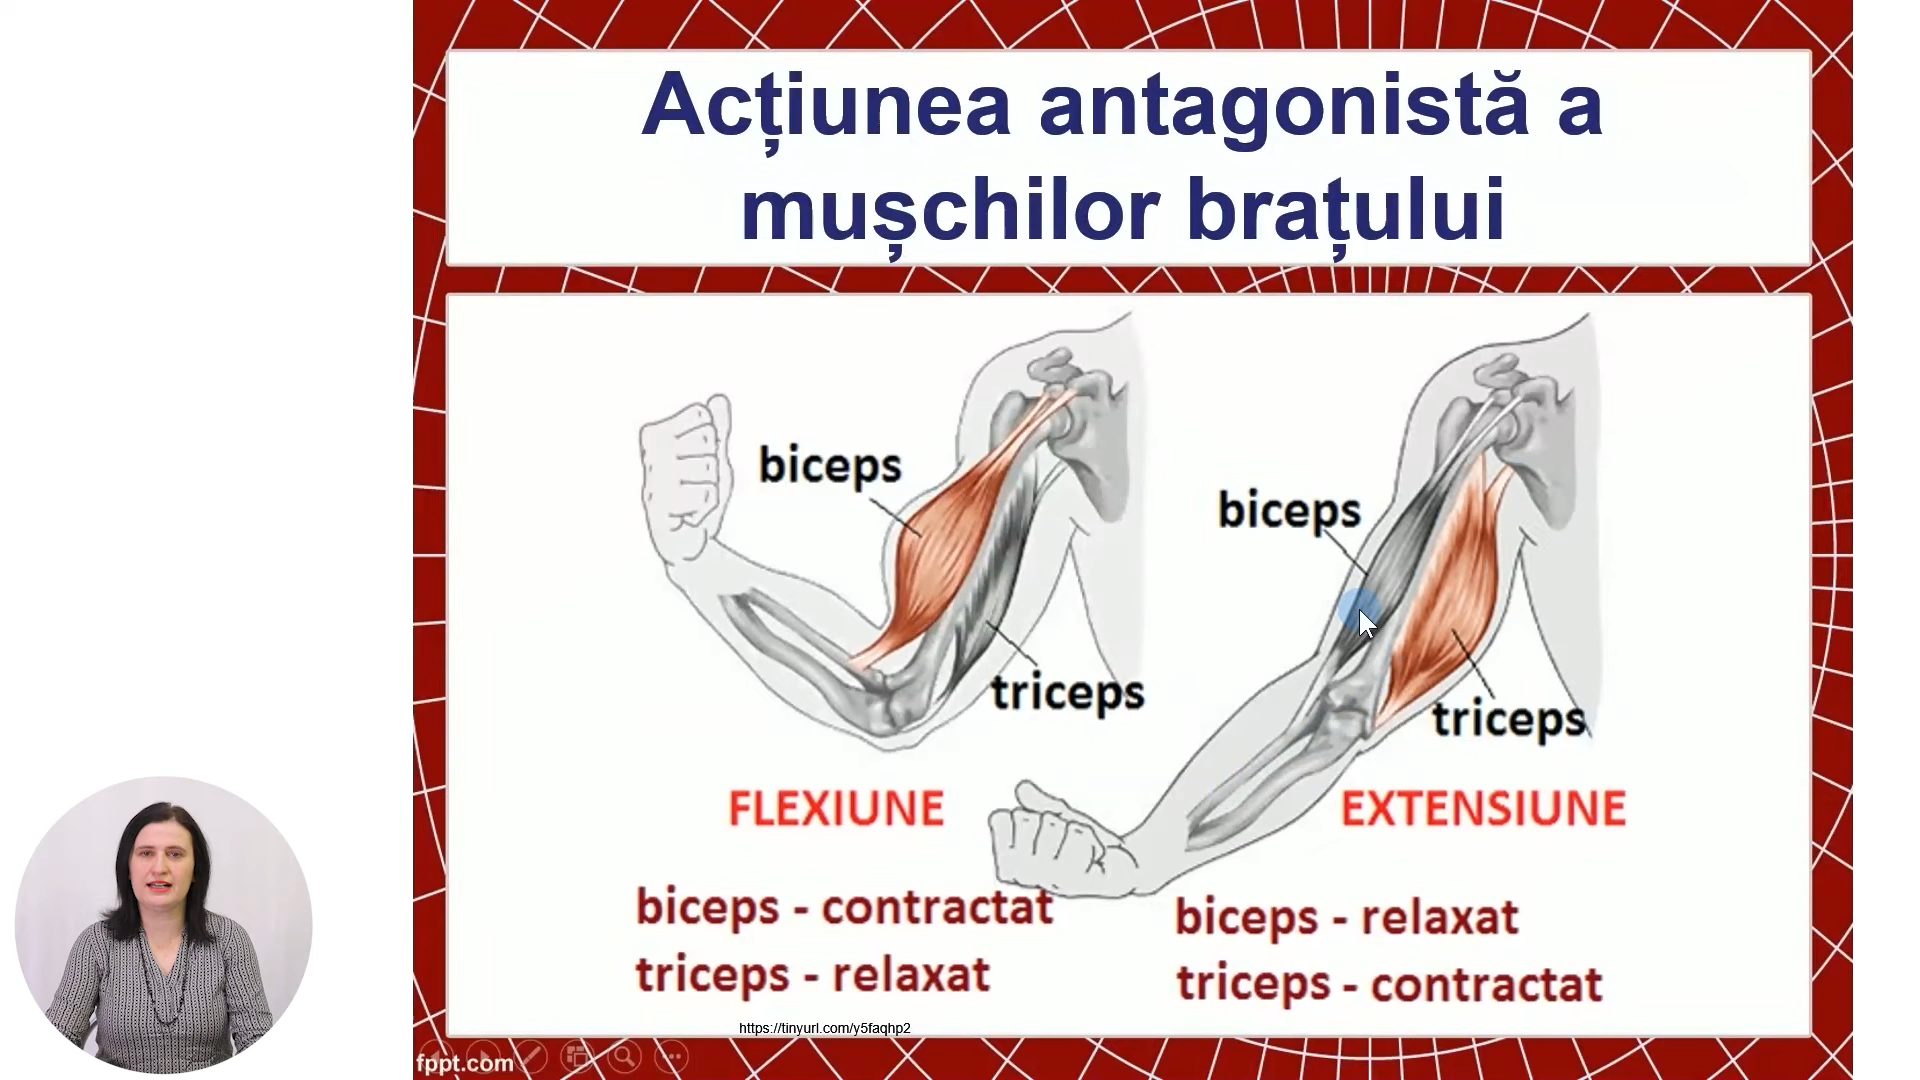 Acțiunea antagonistă a
mușchilor brațului
biceps
triceps
biceps
triceps
FLEXIUNE
EXTENSIUNE
biceps - contractat
triceps - relaxat
biceps - relaxat
triceps - contractat
https://tinyurl.com/y5faqhp2
fppt.com